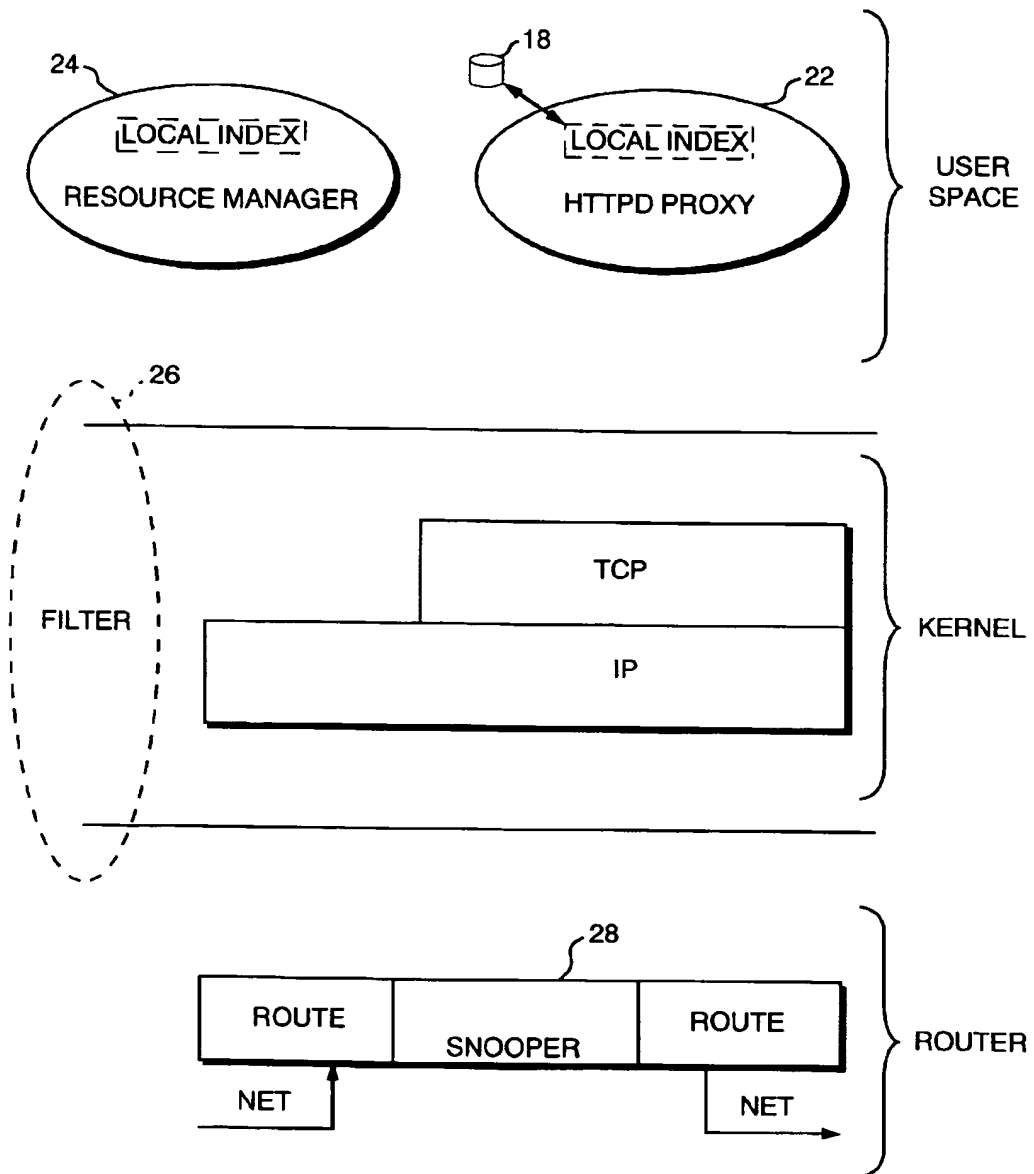 24
18
22
LOCAL INDEX
RESOURCE MANAGER
LOCAL INDEX
HTTPD PROXY
USER
SPACE
26
FILTER
TCP
IP
KERNEL
28
ROUTE
SNOOPER
ROUTE
ROUTER
NET
NET